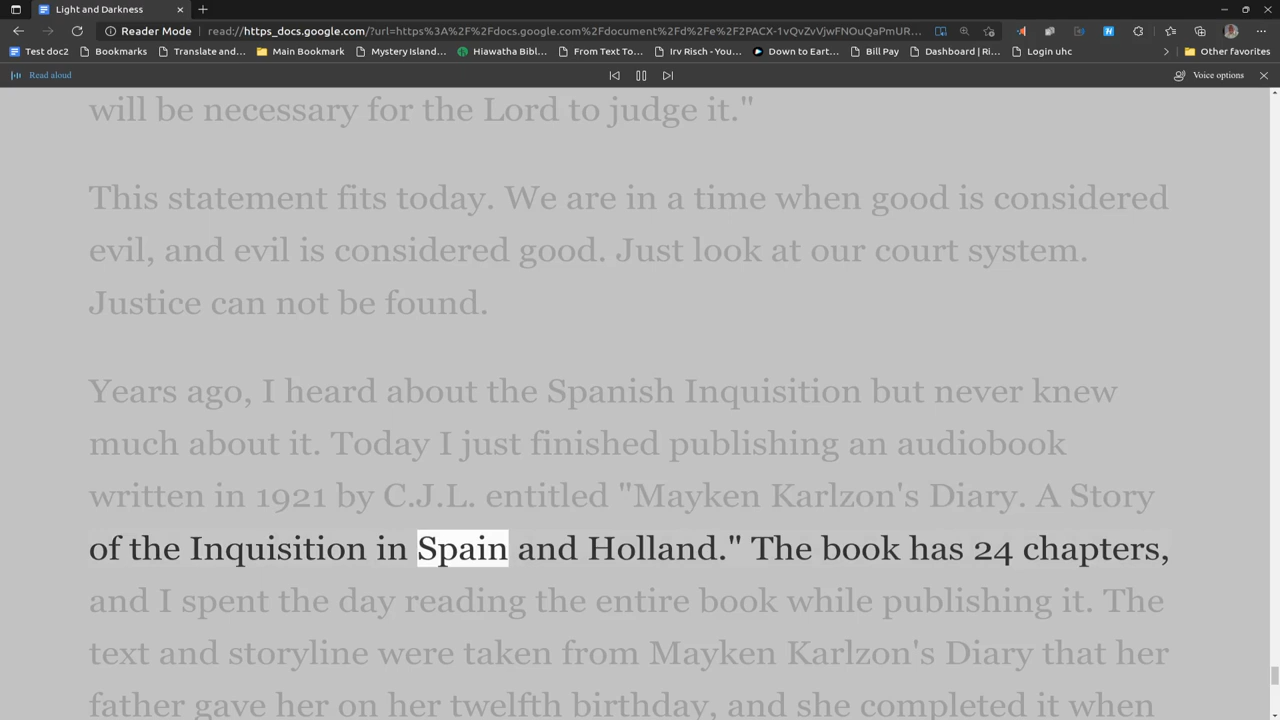 Light and Darkness
Reader Mode
read://https_docs.google.com/?url=https%3A%2F%2Fdocs.google.com%2Fdocument%2Fd%2Fe%2F2PACX-1vQvZvVjwFNOuQaPmUR...
Test doc2
Bookmarks
Translate and...
Main Bookmark
Mystery Island...
Hiawatha Bibl...
From Text To...
Irv Risch - You...
Down to Eart...
Bill Pay
Dashboard | Ri...
Login uhc
Other favorites
Read aloud
Voice options
will be necessary for the Lord to judge it."
This statement fits today. We are in a time when good is considered
evil, and evil is considered good. Just look at our court system.
Justice can not be found.
Years ago, I heard about the Spanish Inquisition but never knew
much about it. Today I just finished publishing an audiobook
written in 1921 by C.J.L. entitled "Mayken Karlzon's Diary. A Story
of the Inquisition in Spain and Holland." The book has 24 chapters,
and I spent the day reading the entire book while publishing it. The
text and storyline were taken from Mayken Karlzon's Diary that her
father gave her on her twelfth birthday, and she completed it when